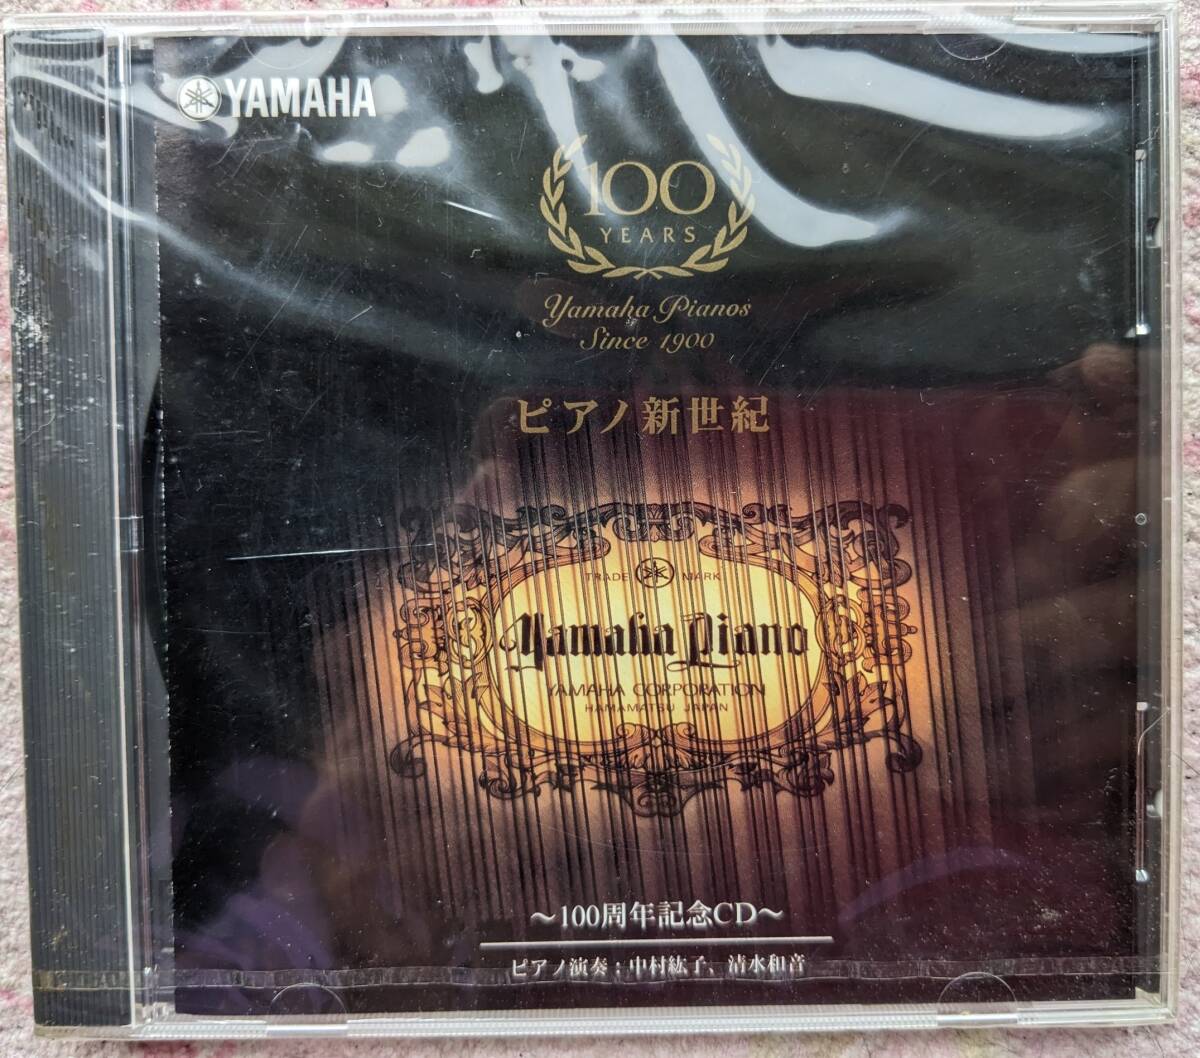 YAMAHA
100
YEARS
Yamaha Pianos
Since 1900
ピアノ新世紀
TRADE MARK
Yamaha Piano
YAMAHA CORPORATION
HAMAMATSU JAPAN
～100周年記念CD～
ピアノ演奏：中村紘子、清水和音